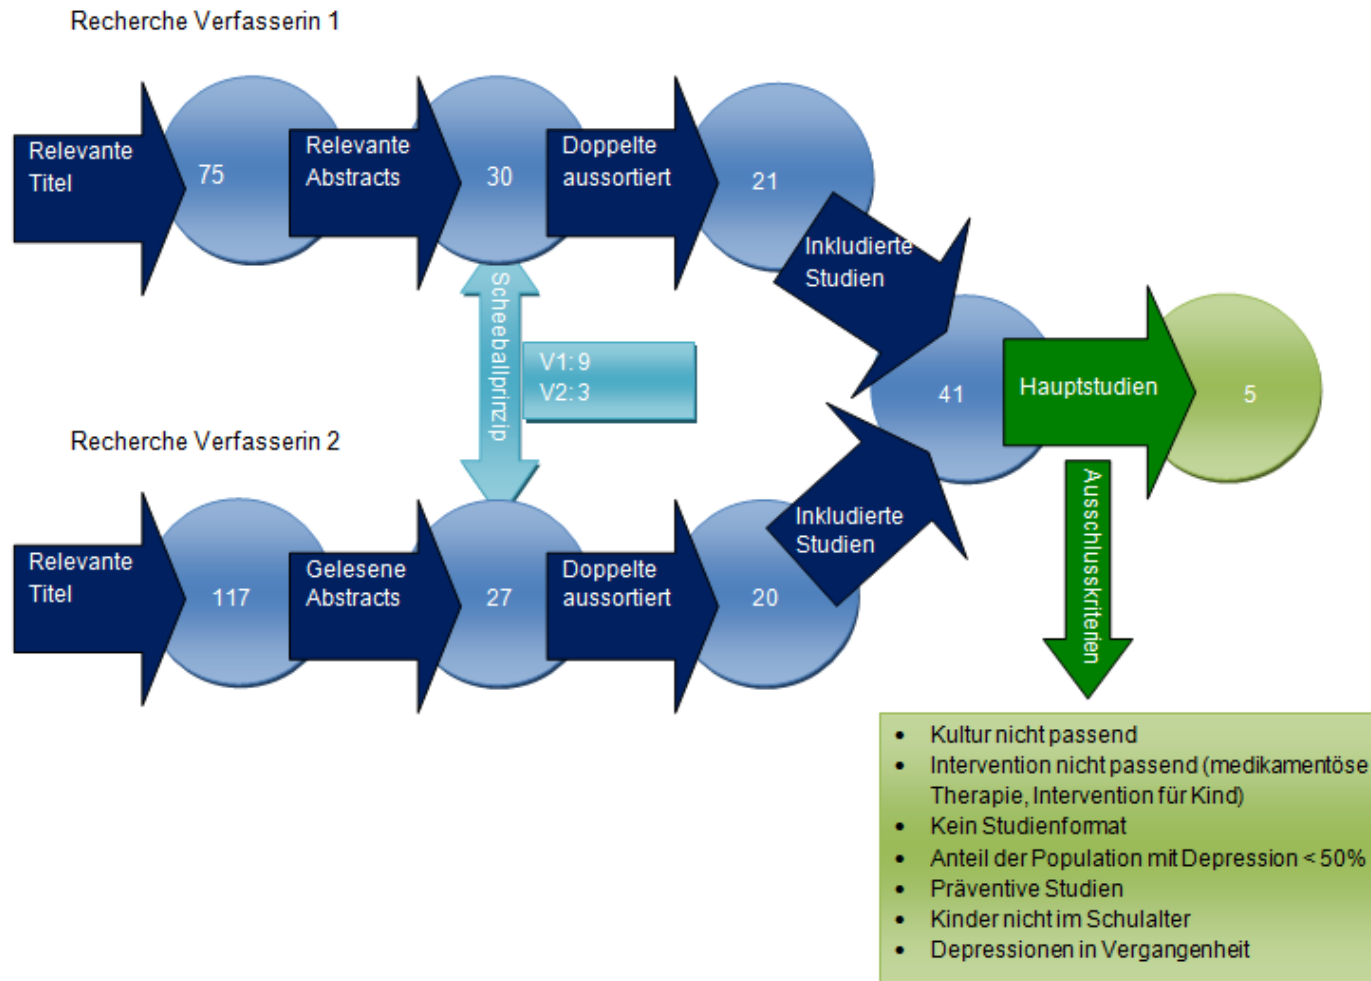 Recherche Verfasserin 1
Relevante
Titel
75
Relevante
Abstracts
30
Doppelte
aussortiert
21
Inkludierte
Studien
Scheeballprinzip
V1: 9
V2: 3
41
Hauptstudien
5
Recherche Verfasserin 2
Relevante
Titel
117
Gelesene
Abstracts
27
Doppelte
aussortiert
20
Inkludierte
Studien
Ausschlusskriterien
• Kultur nicht passend
• Intervention nicht passend (medikamentöse
Therapie, Intervention für Kind)
• Kein Studienformat
• Anteil der Population mit Depression < 50%
• Präventive Studien
• Kinder nicht im Schulalter
• Depressionen in Vergangenheit